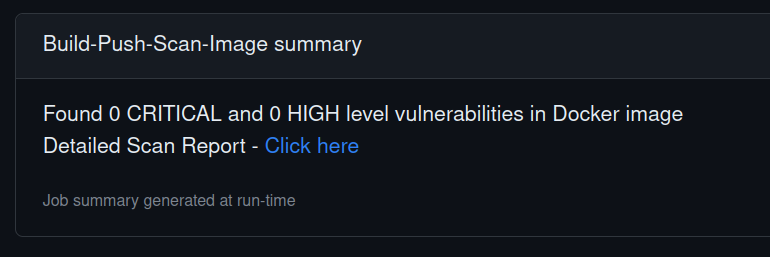 Build-Push-Scan-Image summary
Found 0 CRITICAL and 0 HIGH level vulnerabilities in Docker image
Detailed Scan Report - Click here
Job summary generated at run-time